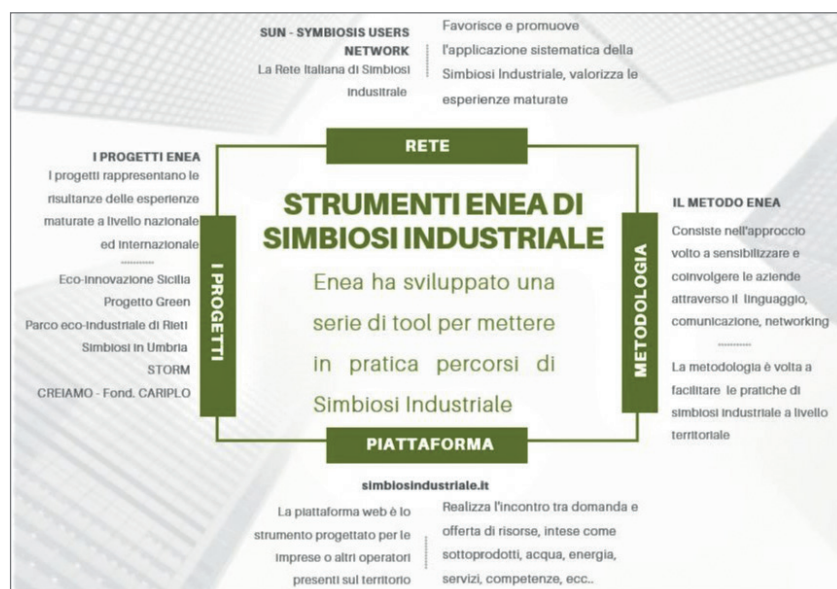 SUN - SYMBIOSIS USERS
NETWORK
La Rete Italiana di Simbiosi
indusitrale
Favorisce e promuove
l'applicazione sistematica della
Simbiosi Industriale, valorizza le
esperienze maturate
RETE
I PROGETTI ENEA
I progetti rappresentano le
risultanze delle esperienze
maturate a livello nazionale
ed internazionale
Eco-innovazione Sicilia
Progetto Green
Parco eco-industriale di Rieti
Simbiosi in Umbria
STORM
CREIAMO - Fond. CARIPLO
I PROGETTI
STRUMENTI ENEA DI
SIMBIOSI INDUSTRIALE
Enea ha sviluppato una
serie di tool per mettere
in pratica percorsi di
Simbiosi Industriale
METODOLOGIA
IL METODO ENEA
Consiste nell'approccio
volto a sensibilizzare e
coinvolgere le aziende
attraverso il linguaggio,
comunicazione, networking
La metodologia è volta a
facilitare le pratiche di
simbiosi industriale a livello
territoriale
PIATTAFORMA
simbiosindustriale.it
La piattaforma web è lo
strumento progettato per le
imprese o altri operatori
presenti sul territorio
Realizza l'incontro tra domanda e
offerta di risorse, intese come
sottoprodotti, acqua, energia,
servizi, competenze, ecc..